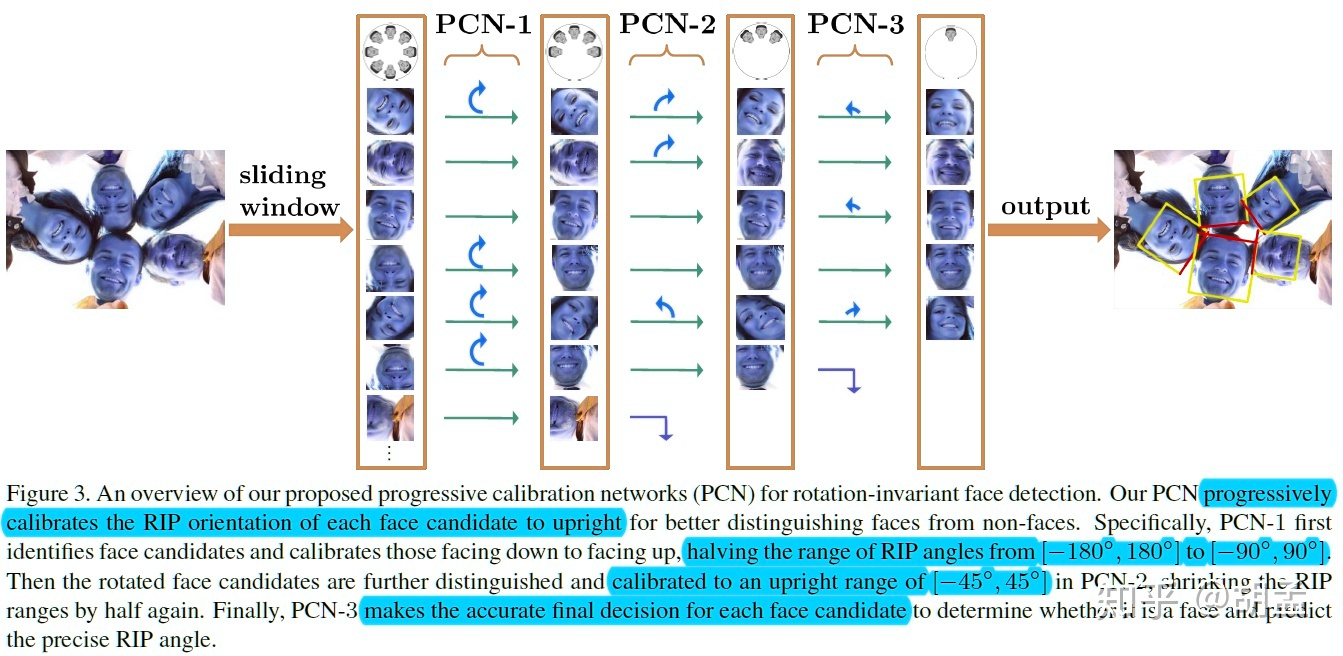 PCN-1 PCN-2 PCN-3
sliding
window
output
Figure 3. An overview of our proposed progressive calibration networks (PCN) for rotation-invariant face detection. Our PCN progressively
calibrates the RIP orientation of each face candidate to upright for better distinguishing faces from non-faces. Specifically, PCN-1 first
identifies face candidates and calibrates those facing down to facing up, halving the range of RIP angles from [−180°, 180°] to [−90°, 90°].
Then the rotated face candidates are further distinguished and calibrated to an upright range of [−45°, 45°] in PCN-2, shrinking the RIP
ranges by half again. Finally, PCN-3 makes the accurate final decision for each face candidate to determine whether it is a face and predict
the precise RIP angle.
知乎 @胡孟